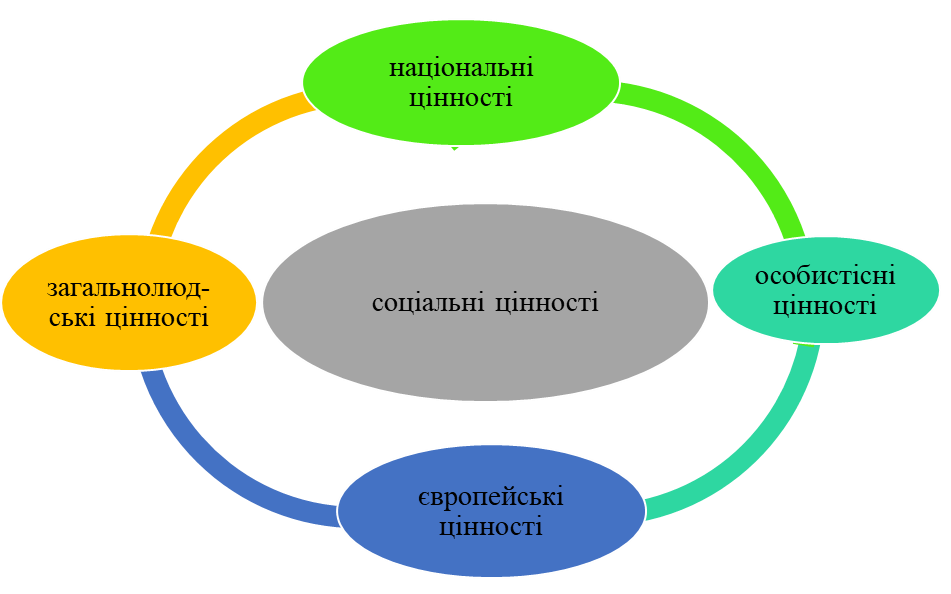 національні
цінності
загальнолюд-
ські цінності
соціальні цінності
особистісні
цінності
європейські
цінності